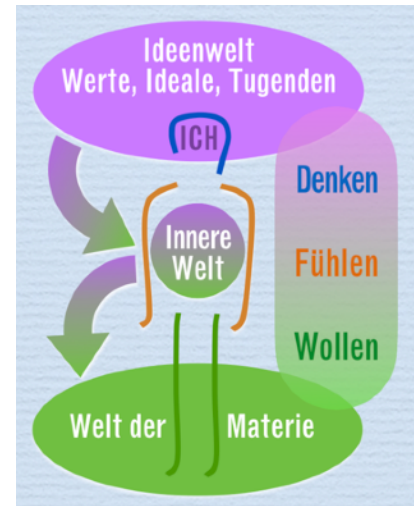 Ideenwelt
Werte, Ideale, Tugenden
ICH
Denken
Innere
Welt
Fühlen
Wollen
Welt der Materie